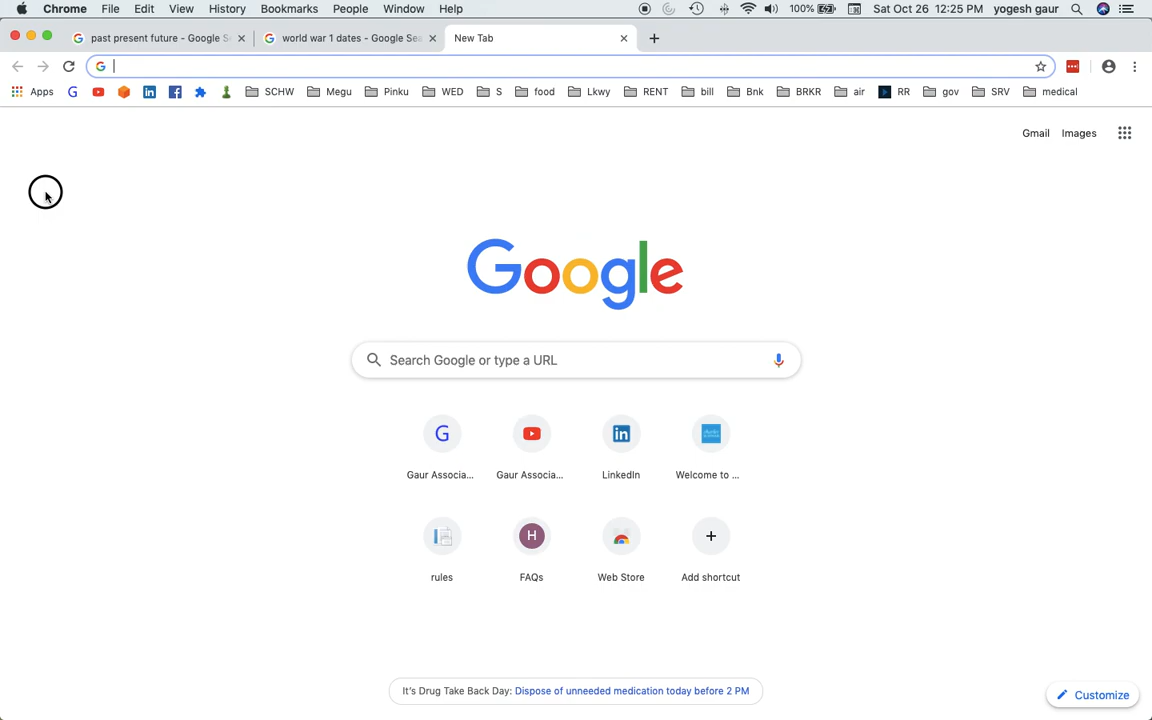 Chrome File Edit View History Bookmarks People Window Help 100% Sat Oct 26 12:25 PM yogesh gaur
past present future - Google S world war 1 dates - Google Sea New Tab
Apps SCHW Megu Pinku WED S food Lkwy RENT bill Bnk BRKR air RR gov SRV medical
Gmail Images
Google
Search Google or type a URL
Gaur Associa... Gaur Associa... LinkedIn Welcome to ...
rules FAQs Web Store Add shortcut
It's Drug Take Back Day: Dispose of unneeded medication today before 2 PM
Customize